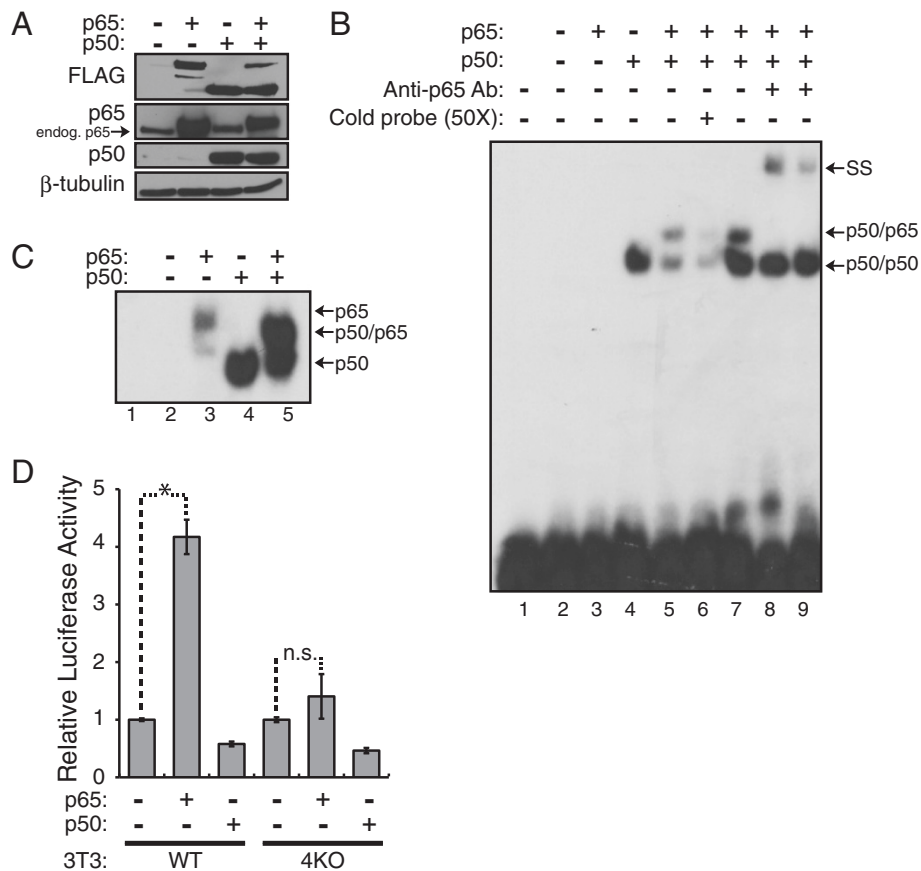 A
p65: - + - +
p50: - - + +
FLAG
p65
endog. p65
p50
β-tubulin
B
p65: - + - + + - + +
p50: - - + + + + + +
Anti-p65 Ab: - - - - - - - + +
Cold probe (50X): - - - - - + - - -
SS
p50/p65
p50/p50
1 2 3 4 5 6 7 8 9
C
p65: - + - +
p50: - - + +
p65
p50/p65
p50
1 2 3 4 5
D
Relative Luciferase Activity
5
4
3
2
1
0
*
n.s.
p65: - + - - + -
p50: - - + - - +
3T3: WT 4KO